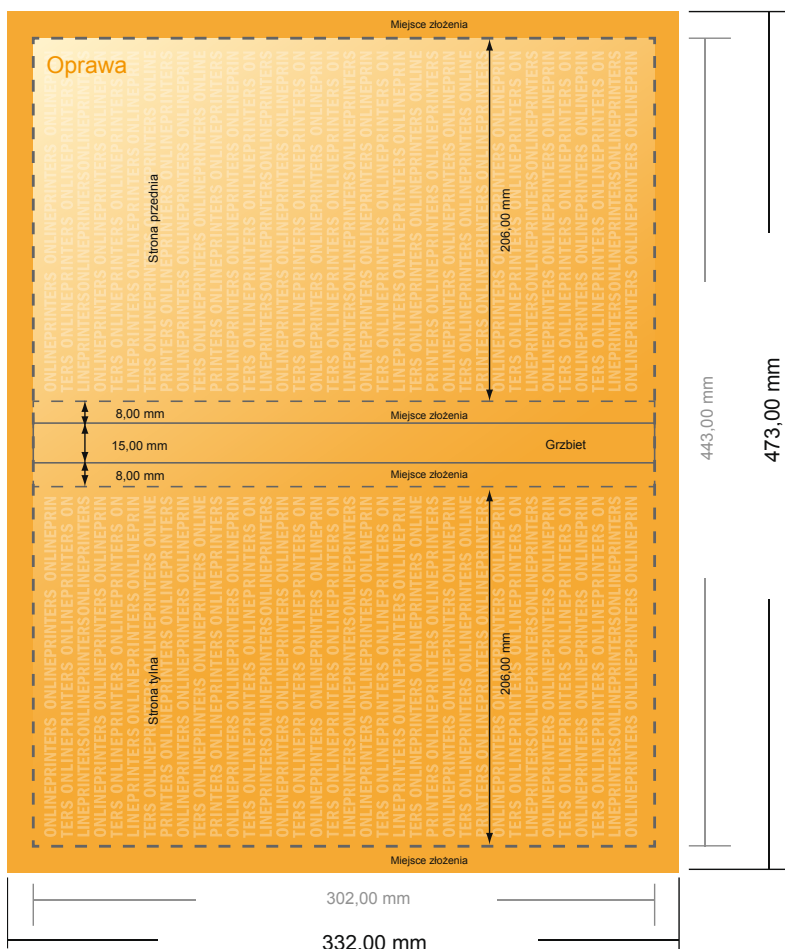 Miejsce złożenia
Oprawa
Strona przednia
206,00 mm
8,00 mm
Miejsce złożenia
15,00 mm
Grzbiet
8,00 mm
Miejsce złożenia
Strona tylna
206,00 mm
Miejsce złożenia
443,00 mm
473,00 mm
302,00 mm
332,00 mm